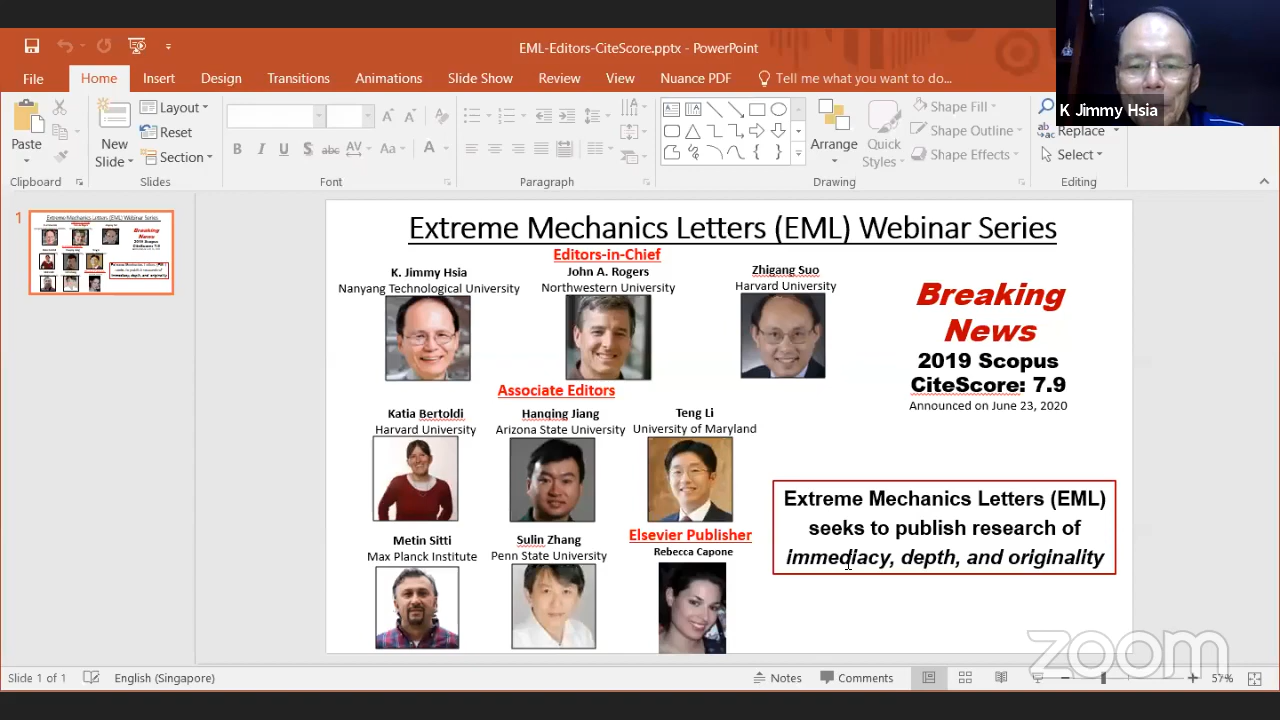 EML-Editors-CiteScore.pptx - PowerPoint
File Home Insert Design Transitions Animations Slide Show Review View Nuance PDF Tell me what you want to do...
K Jimmy Hsia
Paste
Clipboard
New
Slide
Layout
Reset
Section
Slides
B I U S abc AV Aa A
Font
Paragraph
Arrange
Quick
Styles
Shape Fill
Shape Outline
Shape Effects
Drawing
Replace
Select
Editing
1
Extreme Mechanics Letters (EML) Webinar Series
Editors-in-Chief
K. Jimmy Hsia
Nanyang Technological University
John A. Rogers
Northwestern University
Zhigang Suo
Harvard University
Breaking
News
2019 Scopus
CiteScore: 7.9
Announced on June 23, 2020
Associate Editors
Katia Bertoldi
Harvard University
Hanqing Jiang
Arizona State University
Teng Li
University of Maryland
Extreme Mechanics Letters (EML)
seeks to publish research of
immediacy, depth, and originality
Metin Sitti
Max Planck Institute
Sulin Zhang
Penn State University
Elsevier Publisher
Rebecca Capone
zoom
Slide 1 of 1 English (Singapore) Notes Comments 57%